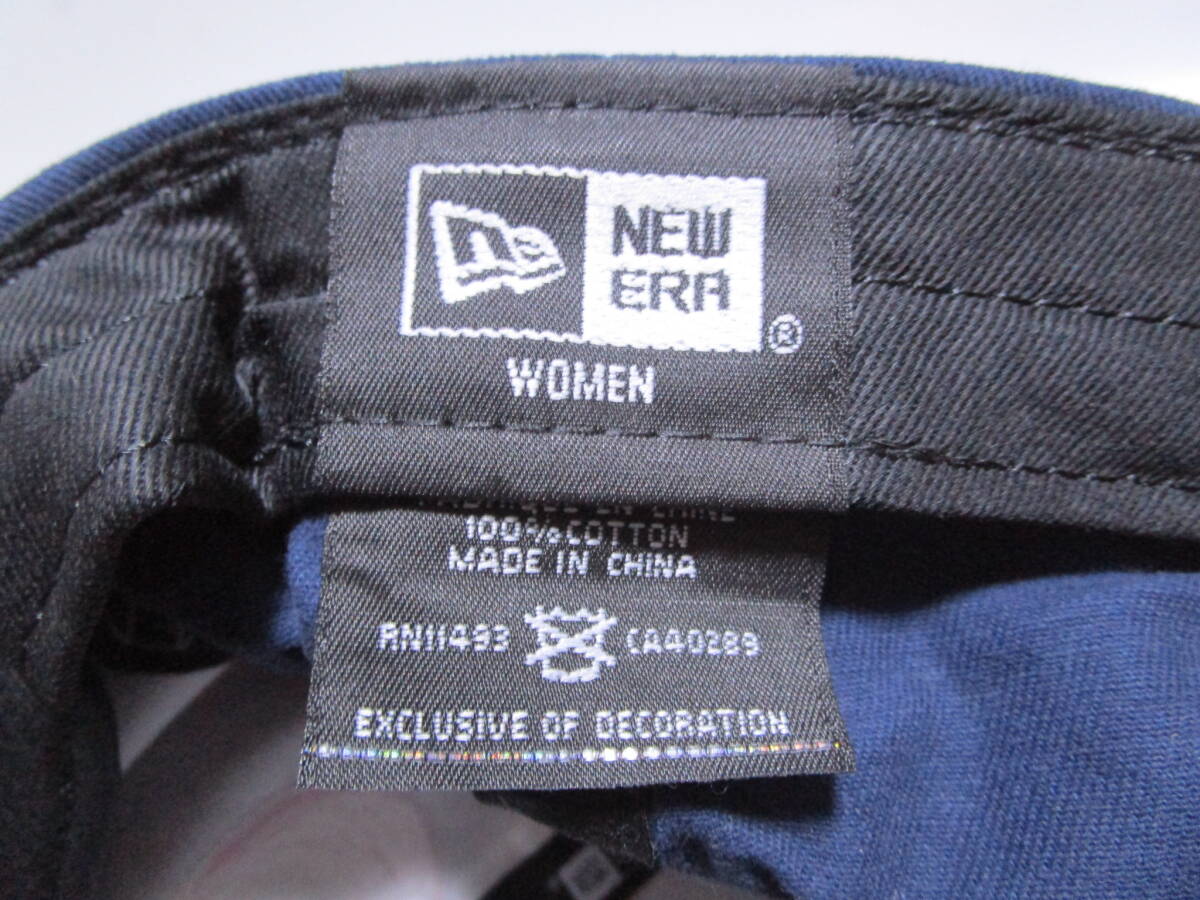 NEW
ERA
®
WOMEN
100% COTTON
MADE IN CHINA
RN11493 CA40289
EXCLUSIVE OF DECORATION